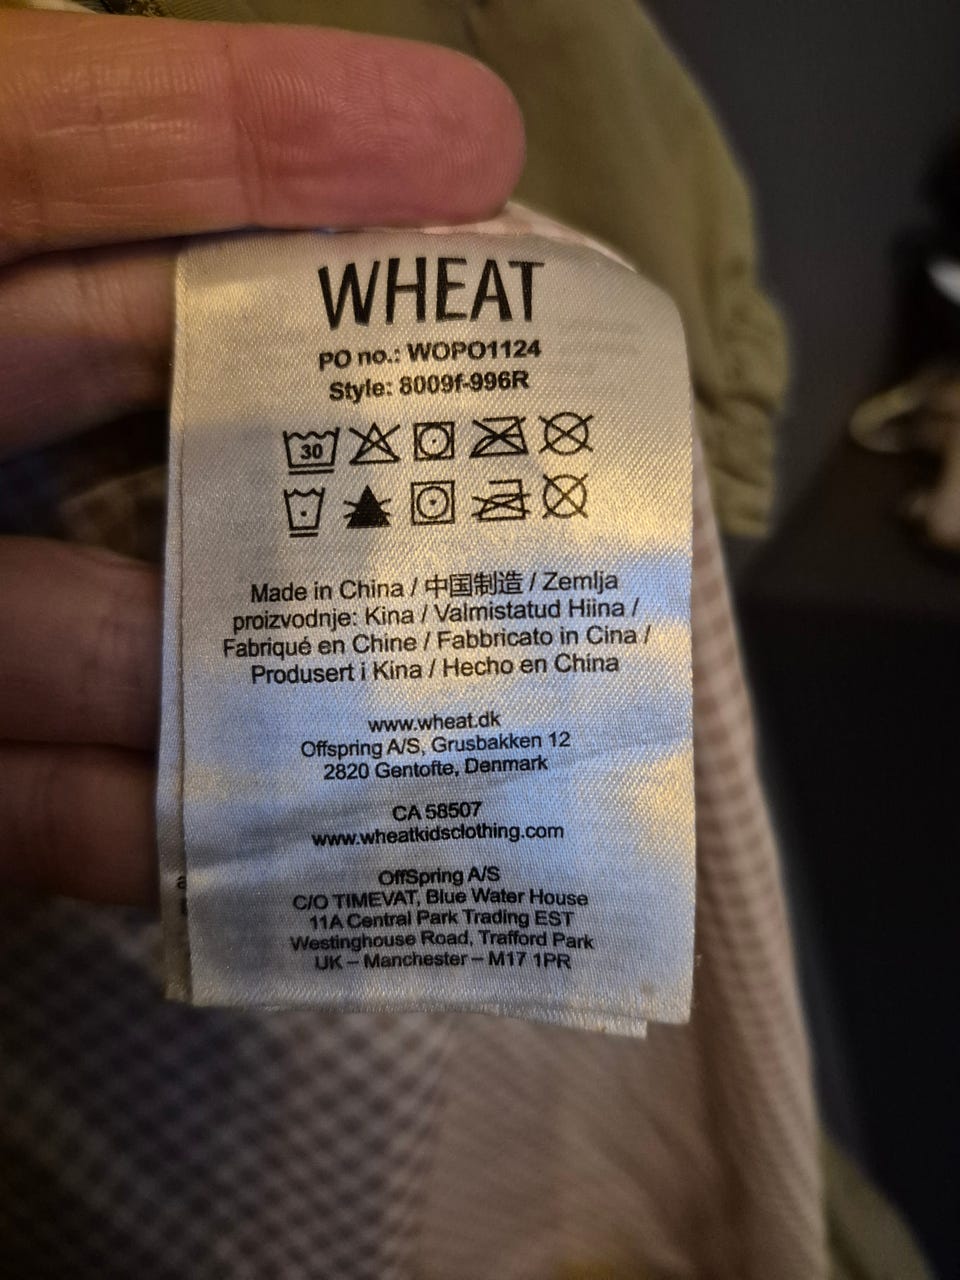 WHEAT
PO no.: WOPO1124
Style: 8009f-996R
30
Made in China / 中国制造 / Zemlja
proizvodnje: Kina / Valmistatud Hiina /
Fabriqué en Chine / Fabbricato in Cina /
Produsert i Kina / Hecho en China
www.wheat.dk
Offspring A/S, Grusbakken 12
2820 Gentofte, Denmark
CA 58507
www.wheatkidsclothing.com
OffSpring A/S
C/O TIMEVAT, Blue Water House
11A Central Park Trading EST
Westinghouse Road, Trafford Park
UK – Manchester – M17 1PR